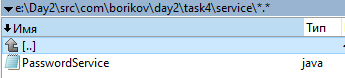 e:\Day2\src\com\borikov\day2\task4\service\*.*
Имя Тип
[..]
PasswordService java